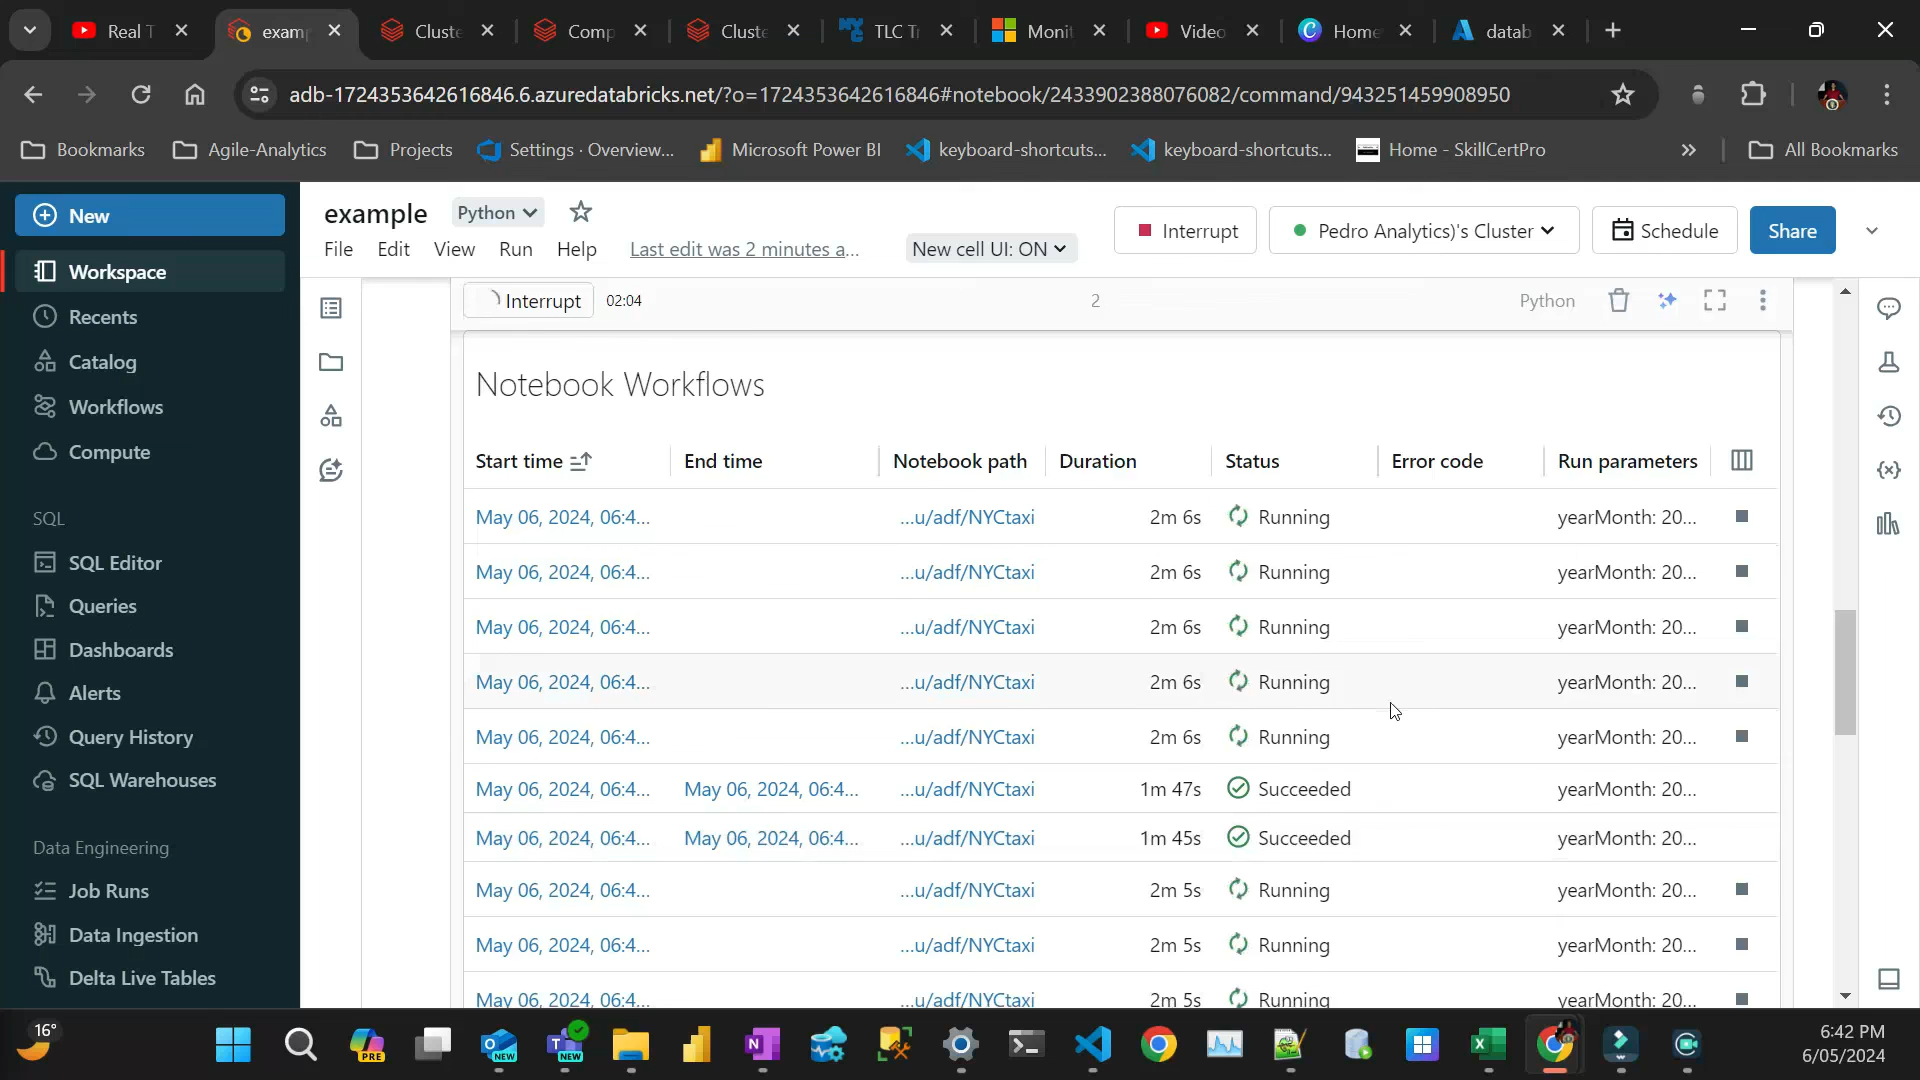 Real T
examp
Cluste
Comp
Cluste
TLC Tr
Monit
Video
Home
datab
adb-1724353642616846.6.azuredatabricks.net/?o=1724353642616846#notebook/2433902388076082/command/943251459908950
Bookmarks
Agile-Analytics
Projects
Settings · Overview...
Microsoft Power BI
keyboard-shortcuts...
keyboard-shortcuts...
Home - SkillCertPro
All Bookmarks
New
Workspace
Recents
Catalog
Workflows
Compute
SQL
SQL Editor
Queries
Dashboards
Alerts
Query History
SQL Warehouses
Data Engineering
Job Runs
Data Ingestion
Delta Live Tables
example Python
Interrupt Pedro Analytics)'s Cluster Schedule Share
File Edit View Run Help Last edit was 2 minutes a... New cell UI: ON
Interrupt 02:04 2 Python
Notebook Workflows
Start time End time Notebook path Duration Status Error code Run parameters
May 06, 2024, 06:4... ...u/adf/NYCtaxi 2m 6s Running yearMonth: 20...
May 06, 2024, 06:4... ...u/adf/NYCtaxi 2m 6s Running yearMonth: 20...
May 06, 2024, 06:4... ...u/adf/NYCtaxi 2m 6s Running yearMonth: 20...
May 06, 2024, 06:4... ...u/adf/NYCtaxi 2m 6s Running yearMonth: 20...
May 06, 2024, 06:4... ...u/adf/NYCtaxi 2m 6s Running yearMonth: 20...
May 06, 2024, 06:4... May 06, 2024, 06:4... ...u/adf/NYCtaxi 1m 47s Succeeded yearMonth: 20...
May 06, 2024, 06:4... May 06, 2024, 06:4... ...u/adf/NYCtaxi 1m 45s Succeeded yearMonth: 20...
May 06, 2024, 06:4... ...u/adf/NYCtaxi 2m 5s Running yearMonth: 20...
May 06, 2024, 06:4... ...u/adf/NYCtaxi 2m 5s Running yearMonth: 20...
May 06, 2024, 06:4... ...u/adf/NYCtaxi 2m 5s Running yearMonth: 20...
16°
PRE
NEW
NEW
6:42 PM
6/05/2024